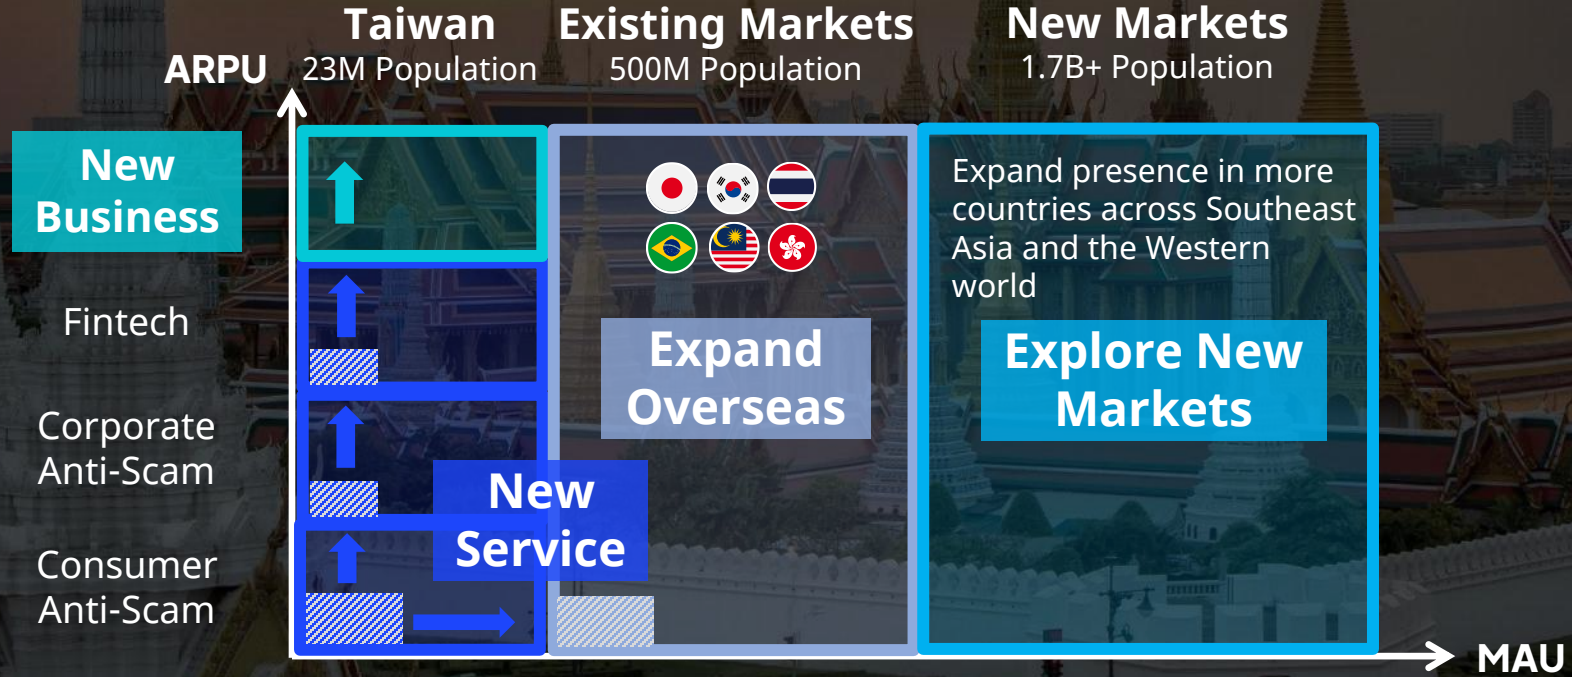 Taiwan
23M Population
Existing Markets
500M Population
New Markets
1.7B+ Population
ARPU
New
Business
Fintech
Corporate
Anti-Scam
Consumer
Anti-Scam
New
Service
Expand
Overseas
Expand presence in more
countries across Southeast
Asia and the Western
world
Explore New
Markets
MAU